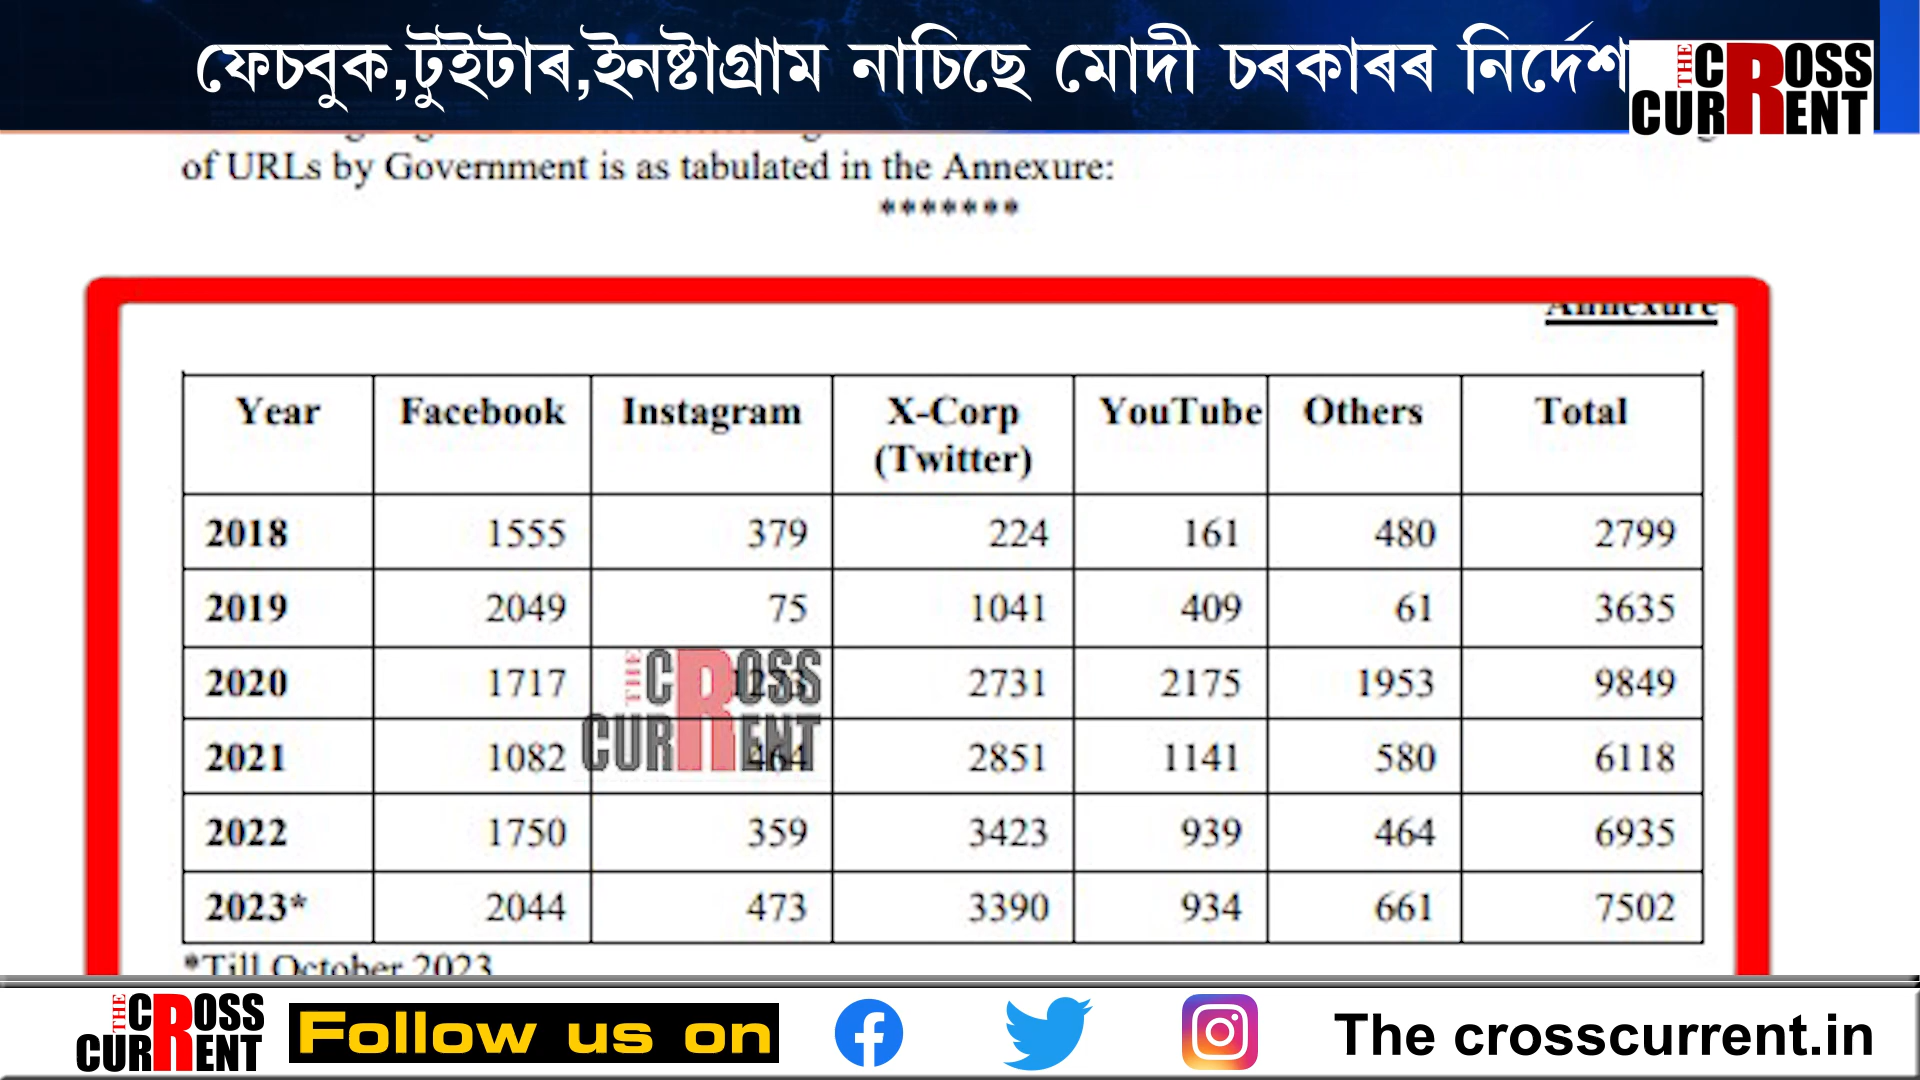 ফেচবুক,টুইটাৰ,ইনষ্টাগ্ৰাম নাচিছে মোদী চৰকাৰৰ নিৰ্দেশ
THE CROSS
CURRENT
of URLs by Government is as tabulated in the Annexure:
*******
Annexure
Year Facebook Instagram X-Corp (Twitter) YouTube Others Total
2018 1555 379 224 161 480 2799
2019 2049 75 1041 409 61 3635
2020 1717 2731 2175 1953 9849
2021 1082 464 2851 1141 580 6118
2022 1750 359 3423 939 464 6935
2023* 2044 473 3390 934 661 7502
THE CROSS
CURRENT
*Till October 2023
THE CROSS
CURRENT
Follow us on
The crosscurrent.in